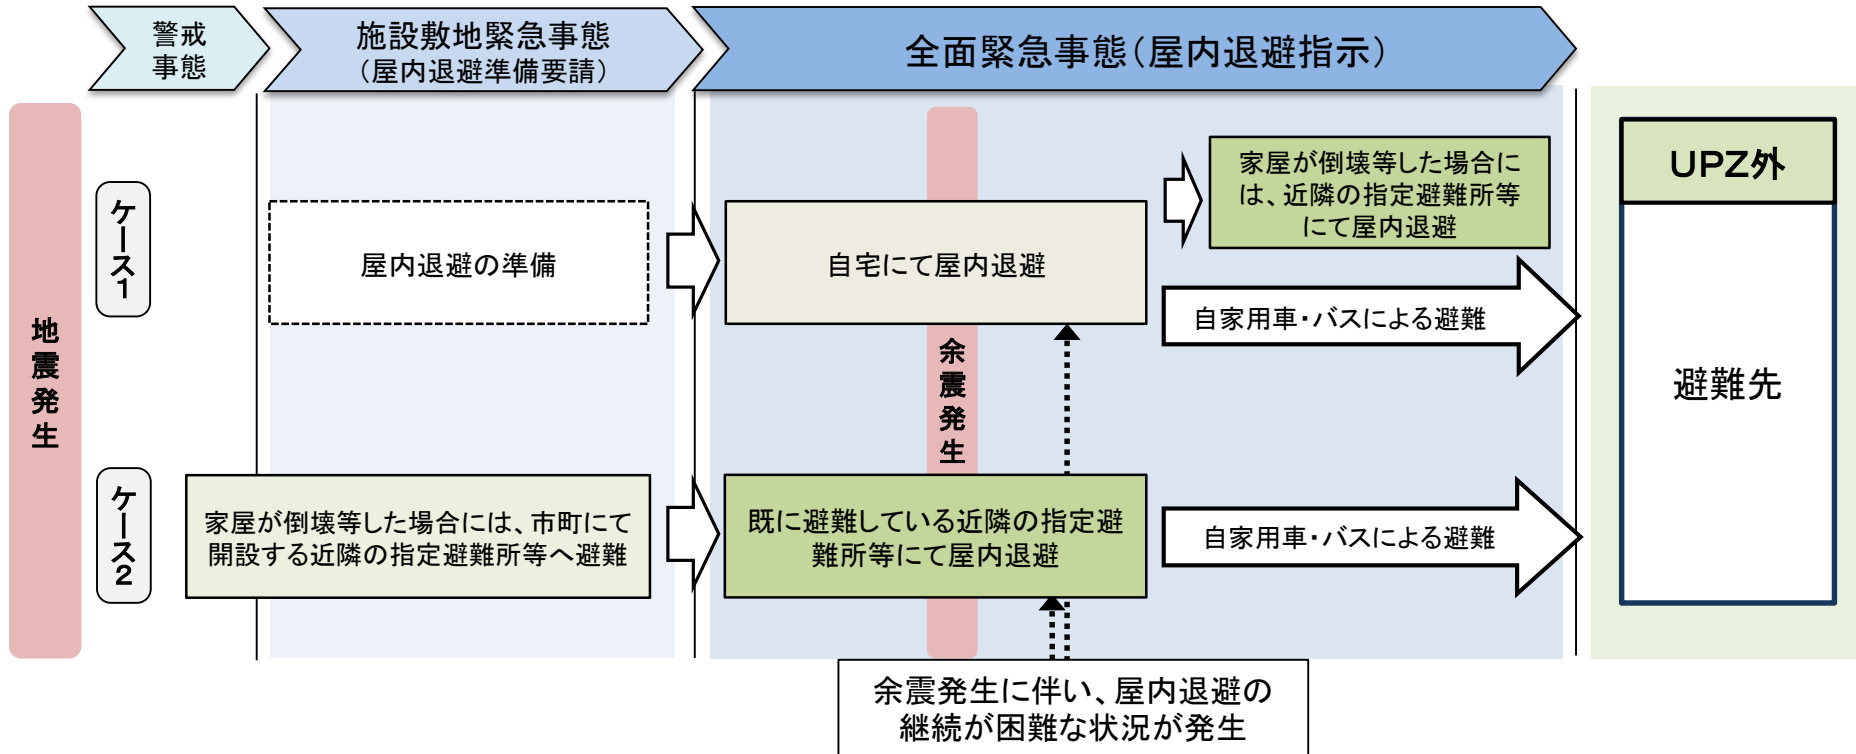 警戒
事態
施設敷地緊急事態
（屋内退避準備要請）
全面緊急事態（屋内退避指示）
地震発生
ケース1
屋内退避の準備
自宅にて屋内退避
家屋が倒壊等した場合に
は、近隣の指定避難所等
にて屋内退避
自家用車・バスによる避難
余震発生
ケース2
家屋が倒壊等した場合には、市町にて
開設する近隣の指定避難所等へ避難
既に避難している近隣の指定避
難所等にて屋内退避
自家用車・バスによる避難
UPZ外
避難先
余震発生に伴い、屋内退避の
継続が困難な状況が発生